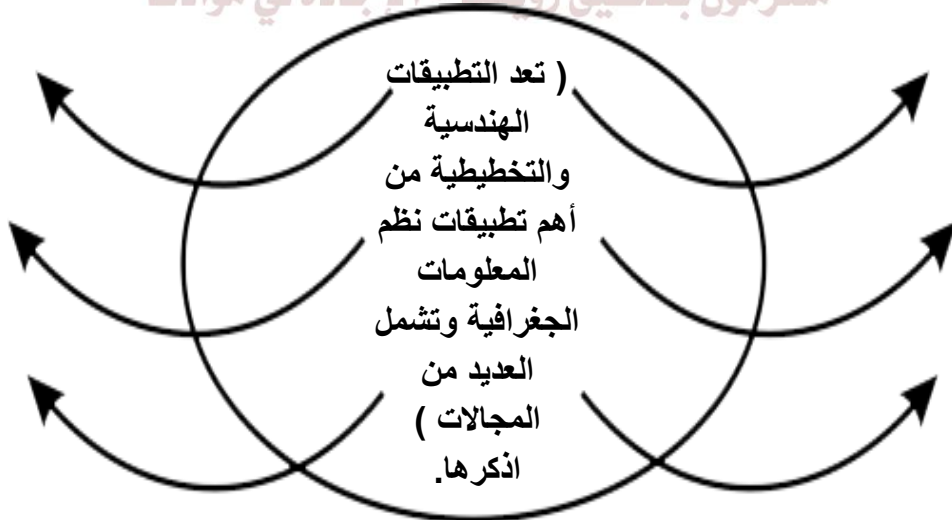 ( تعد التطبيقات
الهندسية
والتخطيطية من
أهم تطبيقات نظم
المعلومات
الجغرافية وتشمل
العديد من
المجالات )
اذكرها.